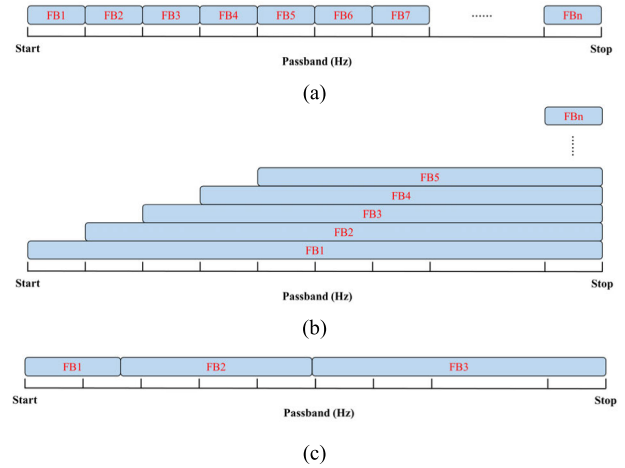 FB1 FB2 FB3 FB4 FB5 FB6 FB7 ...... FBn
Start Stop
Passband (Hz)
(a)
FBn
FB5
FB4
FB3
FB2
FB1
Start Stop
Passband (Hz)
(b)
FB1 FB2 FB3
Start Stop
Passband (Hz)
(c)